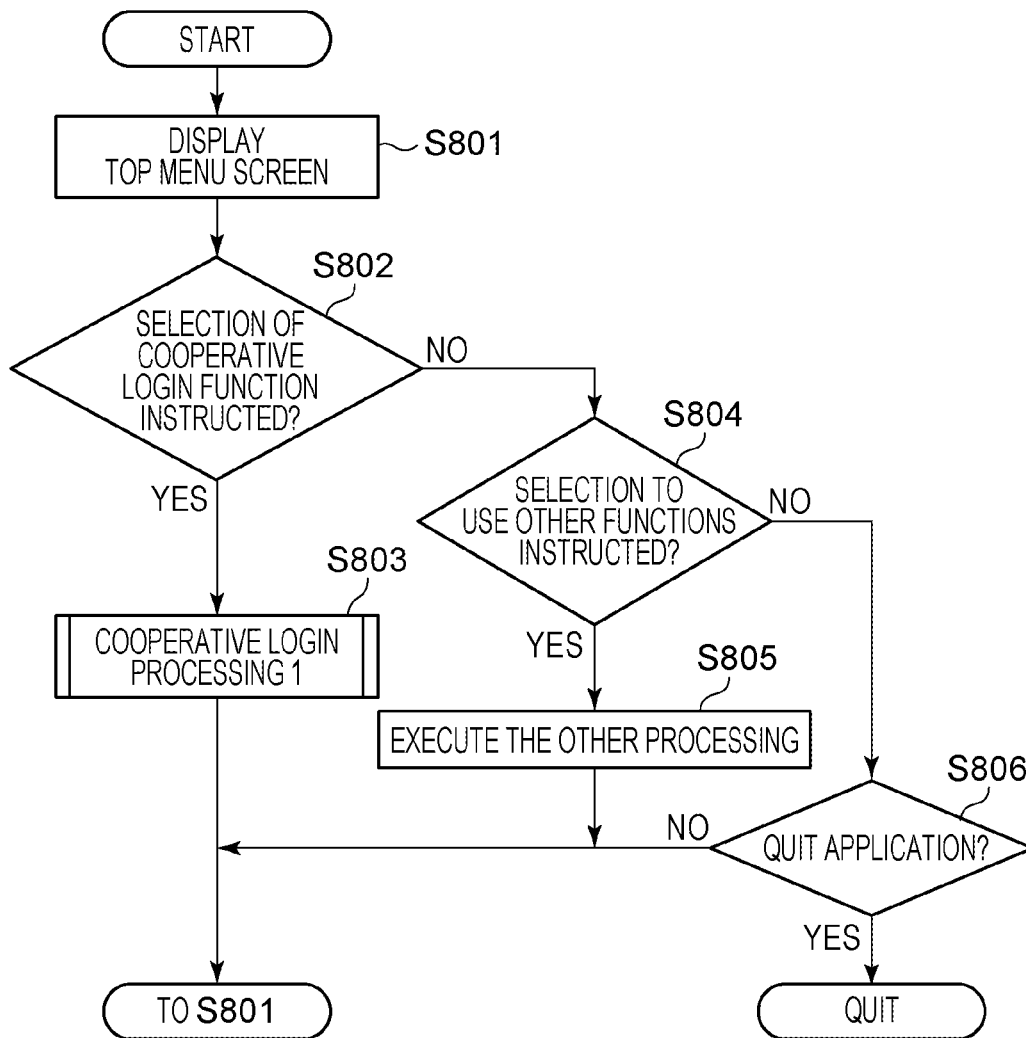 START
DISPLAY
TOP MENU SCREEN
S801
S802
SELECTION OF
COOPERATIVE
LOGIN FUNCTION
INSTRUCTED?
NO
YES
S804
SELECTION TO
USE OTHER FUNCTIONS
INSTRUCTED?
NO
YES
S803
COOPERATIVE LOGIN
PROCESSING 1
S805
EXECUTE THE OTHER PROCESSING
S806
QUIT APPLICATION?
NO
YES
TO S801
QUIT